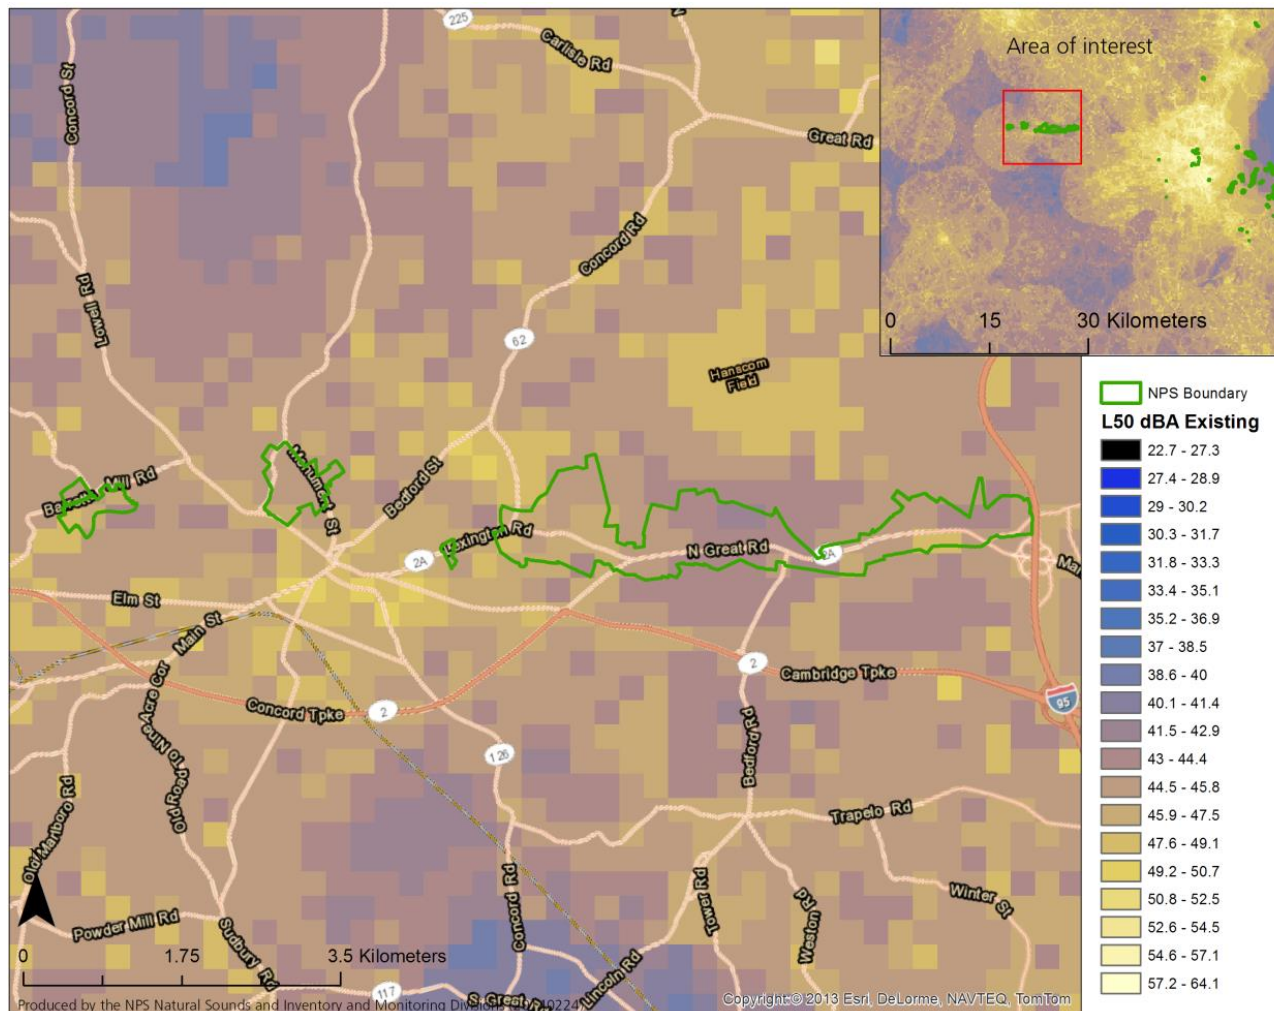 225
Carlisle Rd
N
Concord St
Great Rd
Concord Rd
Lowell Rd
62
Hanscom
Field
Area of interest
0 15 30 Kilometers
Monument St
Bedford St
Mill Rd
Lexington Rd
2A
N Great Rd
2A
Elm St
Main St
2
Cambridge Tpke
95
Concord Tpke
2
Old Road to Nine Acre Cor
126
Bedford Rd
Trapelo Rd
Old Marlboro Rd
Concord Rd
Tower Rd
Weston Rd
Winter St
Powder Mill Rd
Sudbury Rd
Lincoln Rd
117
S Great Rd
0 1.75 3.5 Kilometers
Produced by the NPS Natural Sounds and Inventory and Monitoring Divisions
Copyright:© 2013 Esri, DeLorme, NAVTEQ, TomTom
NPS Boundary
L50 dBA Existing
22.7 - 27.3
27.4 - 28.9
29 - 30.2
30.3 - 31.7
31.8 - 33.3
33.4 - 35.1
35.2 - 36.9
37 - 38.5
38.6 - 40
40.1 - 41.4
41.5 - 42.9
43 - 44.4
44.5 - 45.8
45.9 - 47.5
47.6 - 49.1
49.2 - 50.7
50.8 - 52.5
52.6 - 54.5
54.6 - 57.1
57.2 - 64.1